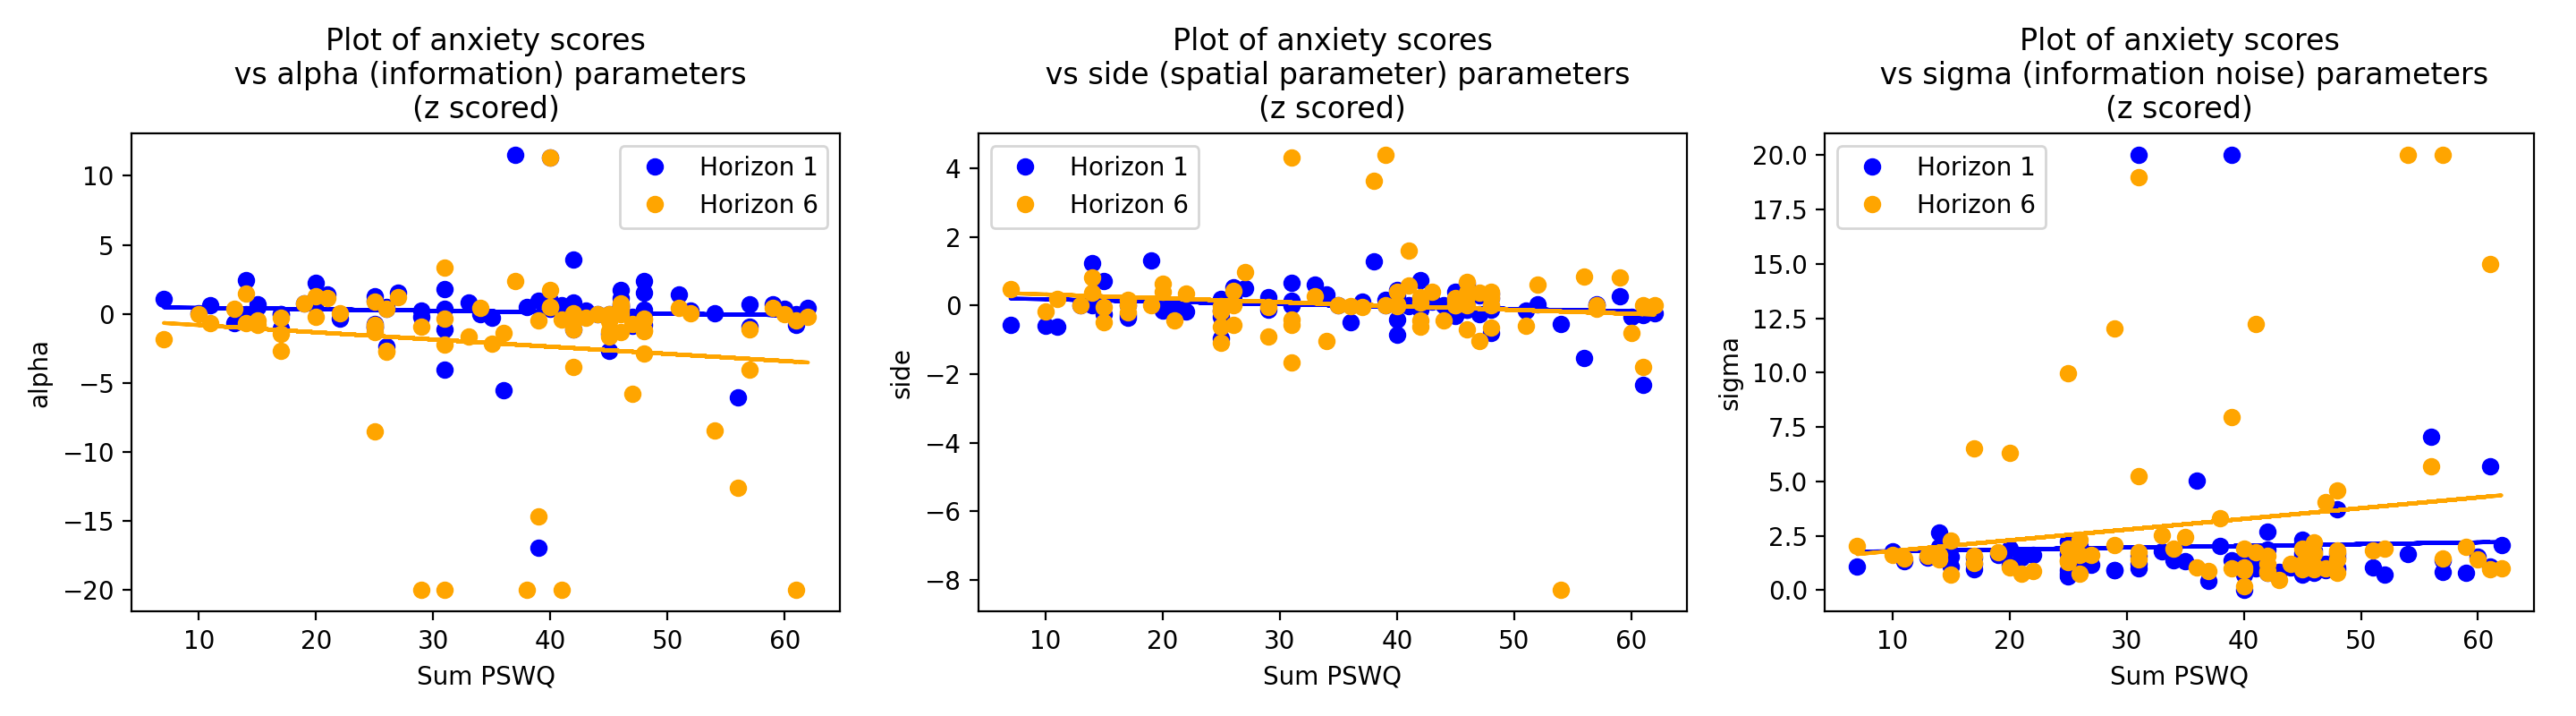 Plot of anxiety scores
vs alpha (information) parameters
(z scored)
Horizon 1
Horizon 6
10
5
0
−5
−10
−15
−20
alpha
10
20
30
40
50
60
Sum PSWQ
Plot of anxiety scores
vs side (spatial parameter) parameters
(z scored)
Horizon 1
Horizon 6
4
2
0
−2
−4
−6
−8
side
10
20
30
40
50
60
Sum PSWQ
Plot of anxiety scores
vs sigma (information noise) parameters
(z scored)
Horizon 1
Horizon 6
20.0
17.5
15.0
12.5
10.0
7.5
5.0
2.5
0.0
sigma
10
20
30
40
50
60
Sum PSWQ